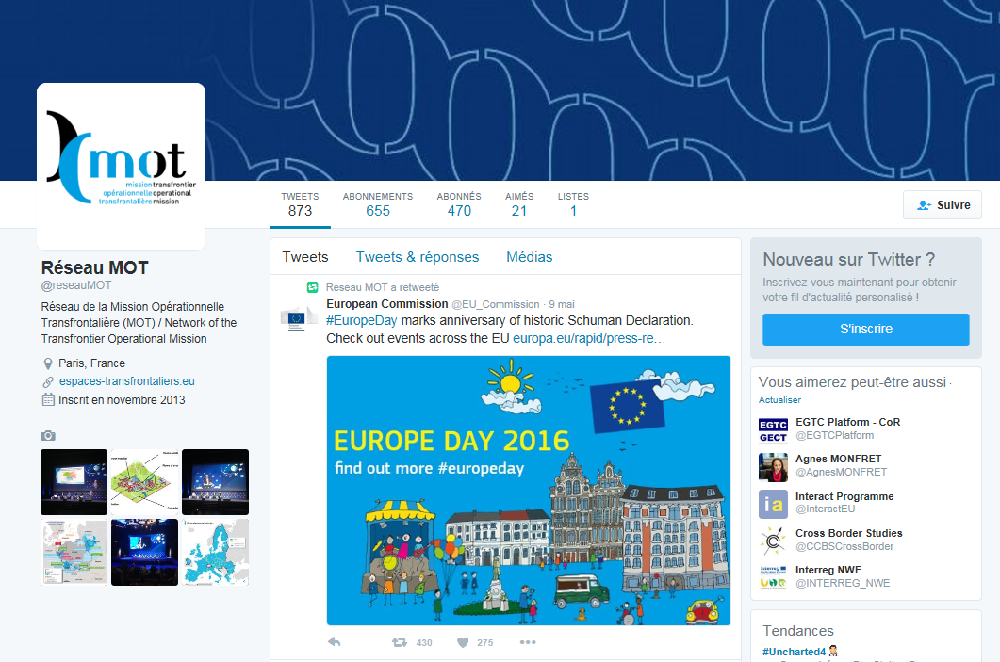 mot
mission transfrontier
opérationnelle operational
transfrontalière mission
TWEETS
873
ABONNEMENTS
655
ABONNÉS
470
AIMÉS
21
LISTES
1
Suivre
Réseau MOT
@reseauMOT
Réseau de la Mission Opérationnelle
Transfrontalière (MOT) / Network of the
Transfrontier Operational Mission
Paris, France
espaces-transfrontaliers.eu
Inscrit en novembre 2013
Tweets
Tweets & réponses
Médias
Réseau MOT a retweeté
European Commission @EU_Commission · 9 mai
#EuropeDay marks anniversary of historic Schuman Declaration.
Check out events across the EU europa.eu/rapid/press-re…
EUROPE DAY 2016
find out more #europeday
430
275
Nouveau sur Twitter ?
Inscrivez-vous maintenant pour obtenir
votre fil d'actualité personalisé !
S'inscrire
Vous aimerez peut-être aussi ·
Actualiser
EGTC
GECT
EGTC Platform - CoR
@EGTCPlatform
Agnes MONFRET
@AgnesMONFRET
ia
Interact Programme
@InteractEU
Cross Border Studies
@CCBSCrossBorder
Interreg NWE
@INTERREG_NWE
Tendances
#Uncharted4